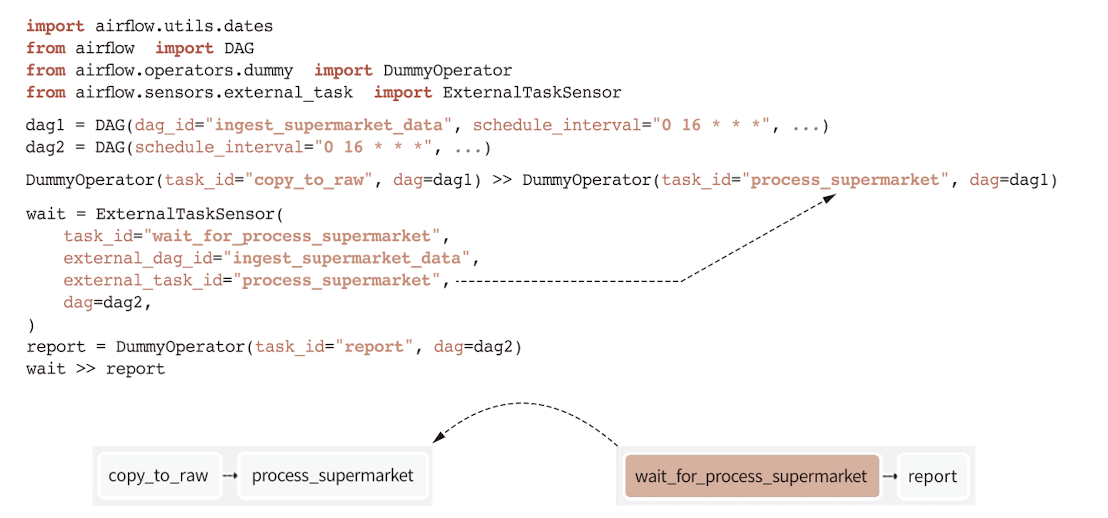 import airflow.utils.dates
from airflow import DAG
from airflow.operators.dummy import DummyOperator
from airflow.sensors.external_task import ExternalTaskSensor
dag1 = DAG(dag_id="ingest_supermarket_data", schedule_interval="0 16 * * *", ...)
dag2 = DAG(schedule_interval="0 16 * * *", ...)
DummyOperator(task_id="copy_to_raw", dag=dag1) >> DummyOperator(task_id="process_supermarket", dag=dag1)
wait = ExternalTaskSensor(
    task_id="wait_for_process_supermarket",
    external_dag_id="ingest_supermarket_data",
    external_task_id="process_supermarket",
    dag=dag2,
)
report = DummyOperator(task_id="report", dag=dag2)
wait >> report
copy_to_raw process_supermarket wait_for_process_supermarket report